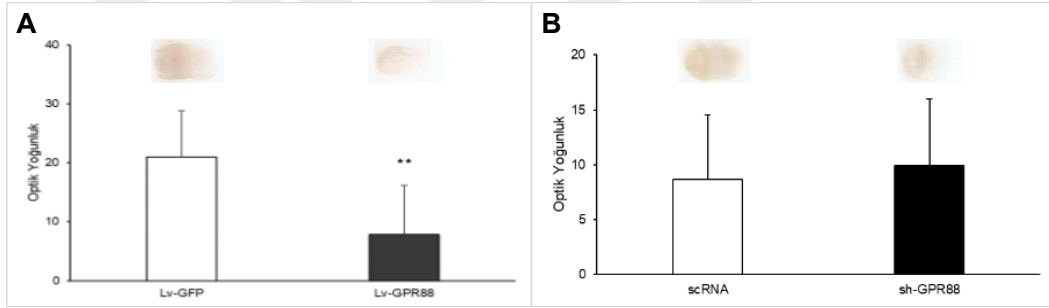 A
Optik Yoğunluk
40
30
20
10
0
**
Lv-GFP
Lv-GPR88
B
Optik Yoğunluk
20
15
10
5
0
scRNA
sh-GPR88